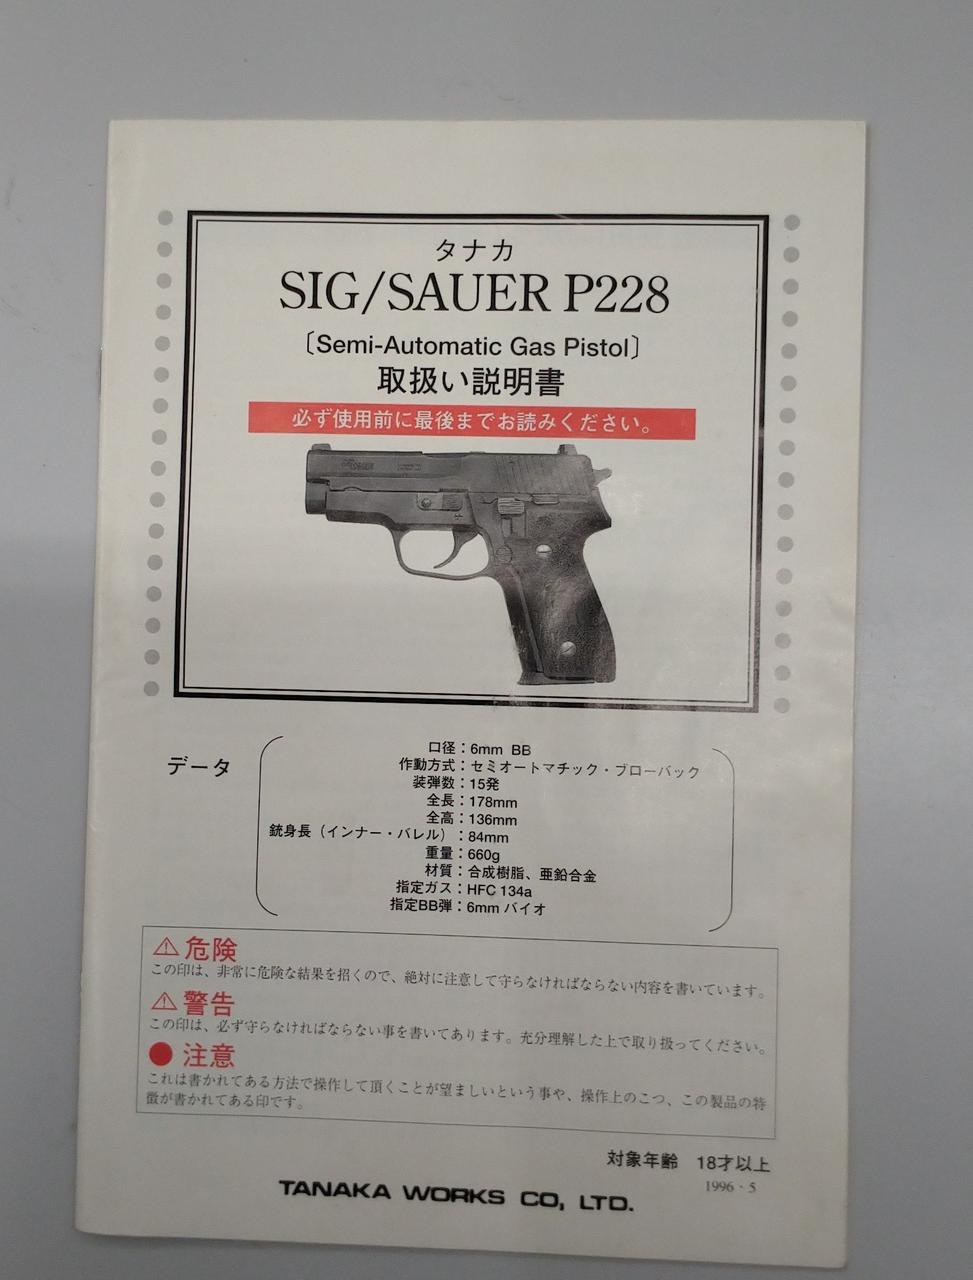 タナカ
SIG/SAUER P228
〔Semi-Automatic Gas Pistol〕
取扱い説明書
必ず使用前に最後までお読みください。
データ
口径：6mm BB
作動方式：セミオートマチック・ブローバック
装弾数：15発
全長：178mm
全高：136mm
銃身長（インナー・バレル）：84mm
重量：660g
材質：合成樹脂、亜鉛合金
指定ガス：HFC 134a
指定BB弾：6mm バイオ
⚠ 危険
この印は、非常に危険な結果を招くので、絶対に注意して守らなければならない内容を書いています。
⚠ 警告
この印は、必ず守らなければならない事を書いてあります。充分理解した上で取り扱ってください。
● 注意
これは書かれてある方法で操作して頂くことが望ましいという事や、操作上のこつ、この製品の特
徴が書かれてある印です。
対象年齢　18才以上
1996・5
TANAKA WORKS CO, LTD.